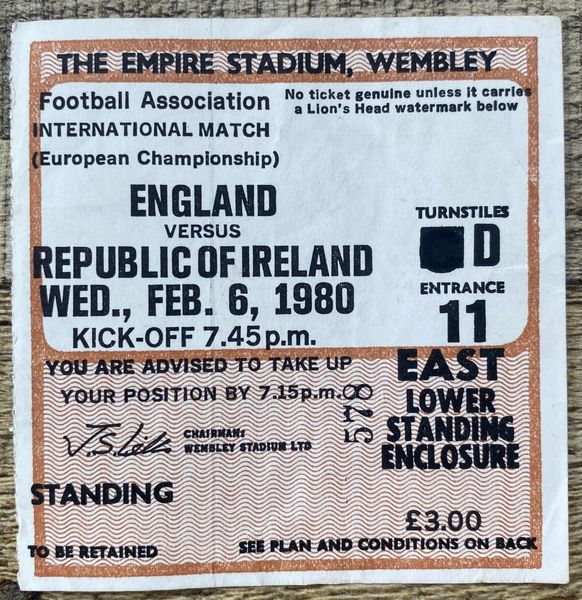 THE EMPIRE STADIUM, WEMBLEY
Football Association
No ticket genuine unless it carries
a Lion's Head watermark below
INTERNATIONAL MATCH
(European Championship)
ENGLAND
VERSUS
REPUBLIC OF IRELAND
WED., FEB. 6, 1980
KICK-OFF 7.45p.m.
TURNSTILES
D
ENTRANCE
11
EAST
LOWER
STANDING
ENCLOSURE
YOU ARE ADVISED TO TAKE UP
YOUR POSITION BY 7.15p.m.
578
CHAIRMAN:
WEMBLEY STADIUM LTD
STANDING
£3.00
TO BE RETAINED
SEE PLAN AND CONDITIONS ON BACK